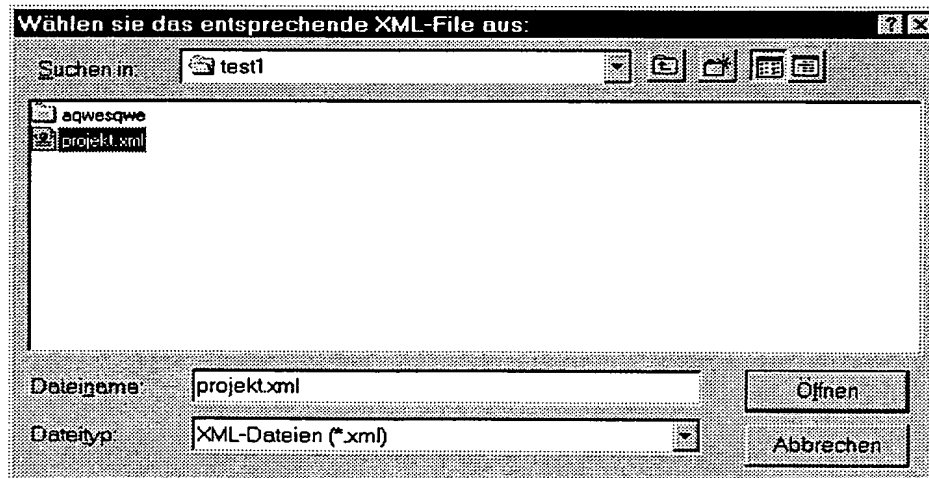 Wählen sie das entsprechende XML-File aus:
Suchen in: test1
aqwesqwe
projekt.xml
Dateiname: projekt.xml Öffnen
Dateityp: XML-Dateien (*.xml) Abbrechen